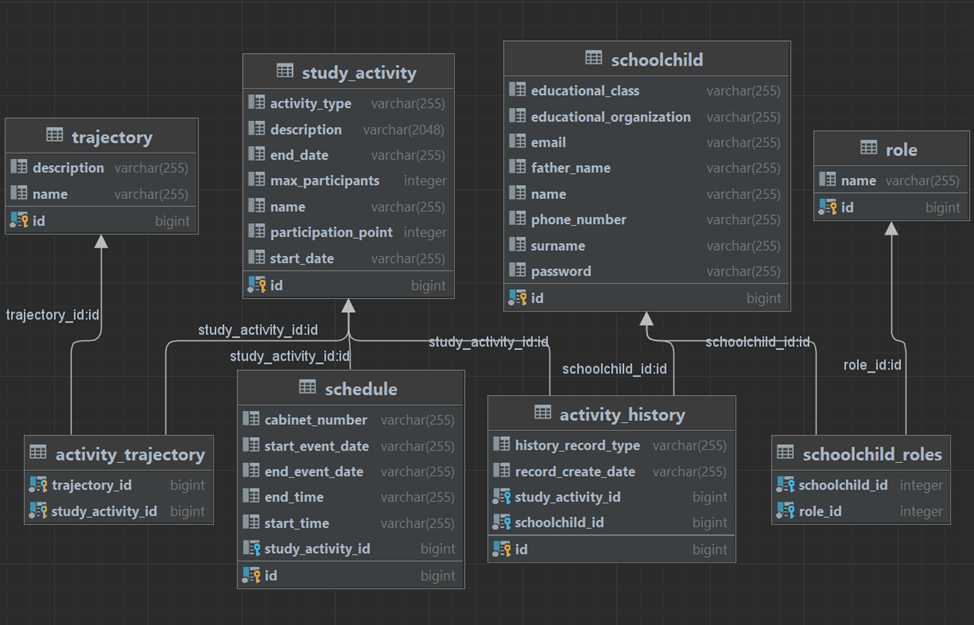 trajectory
description varchar(255)
name varchar(255)
id bigint
study_activity
activity_type varchar(255)
description varchar(2048)
end_date varchar(255)
max_participants integer
name varchar(255)
participation_point integer
start_date varchar(255)
id bigint
schoolchild
educational_class varchar(255)
educational_organization varchar(255)
email varchar(255)
father_name varchar(255)
name varchar(255)
phone_number varchar(255)
surname varchar(255)
password varchar(255)
id bigint
role
name varchar(255)
id bigint
trajectory_id:id
study_activity_id:id
study_activity_id:id
study_activity_id:id
schoolchild_id:id
schoolchild_id:id
role_id:id
activity_trajectory
trajectory_id bigint
study_activity_id bigint
schedule
cabinet_number varchar(255)
start_event_date varchar(255)
end_event_date varchar(255)
end_time varchar(255)
start_time varchar(255)
study_activity_id bigint
id bigint
activity_history
history_record_type varchar(255)
record_create_date varchar(255)
study_activity_id bigint
schoolchild_id bigint
id bigint
schoolchild_roles
schoolchild_id integer
role_id integer